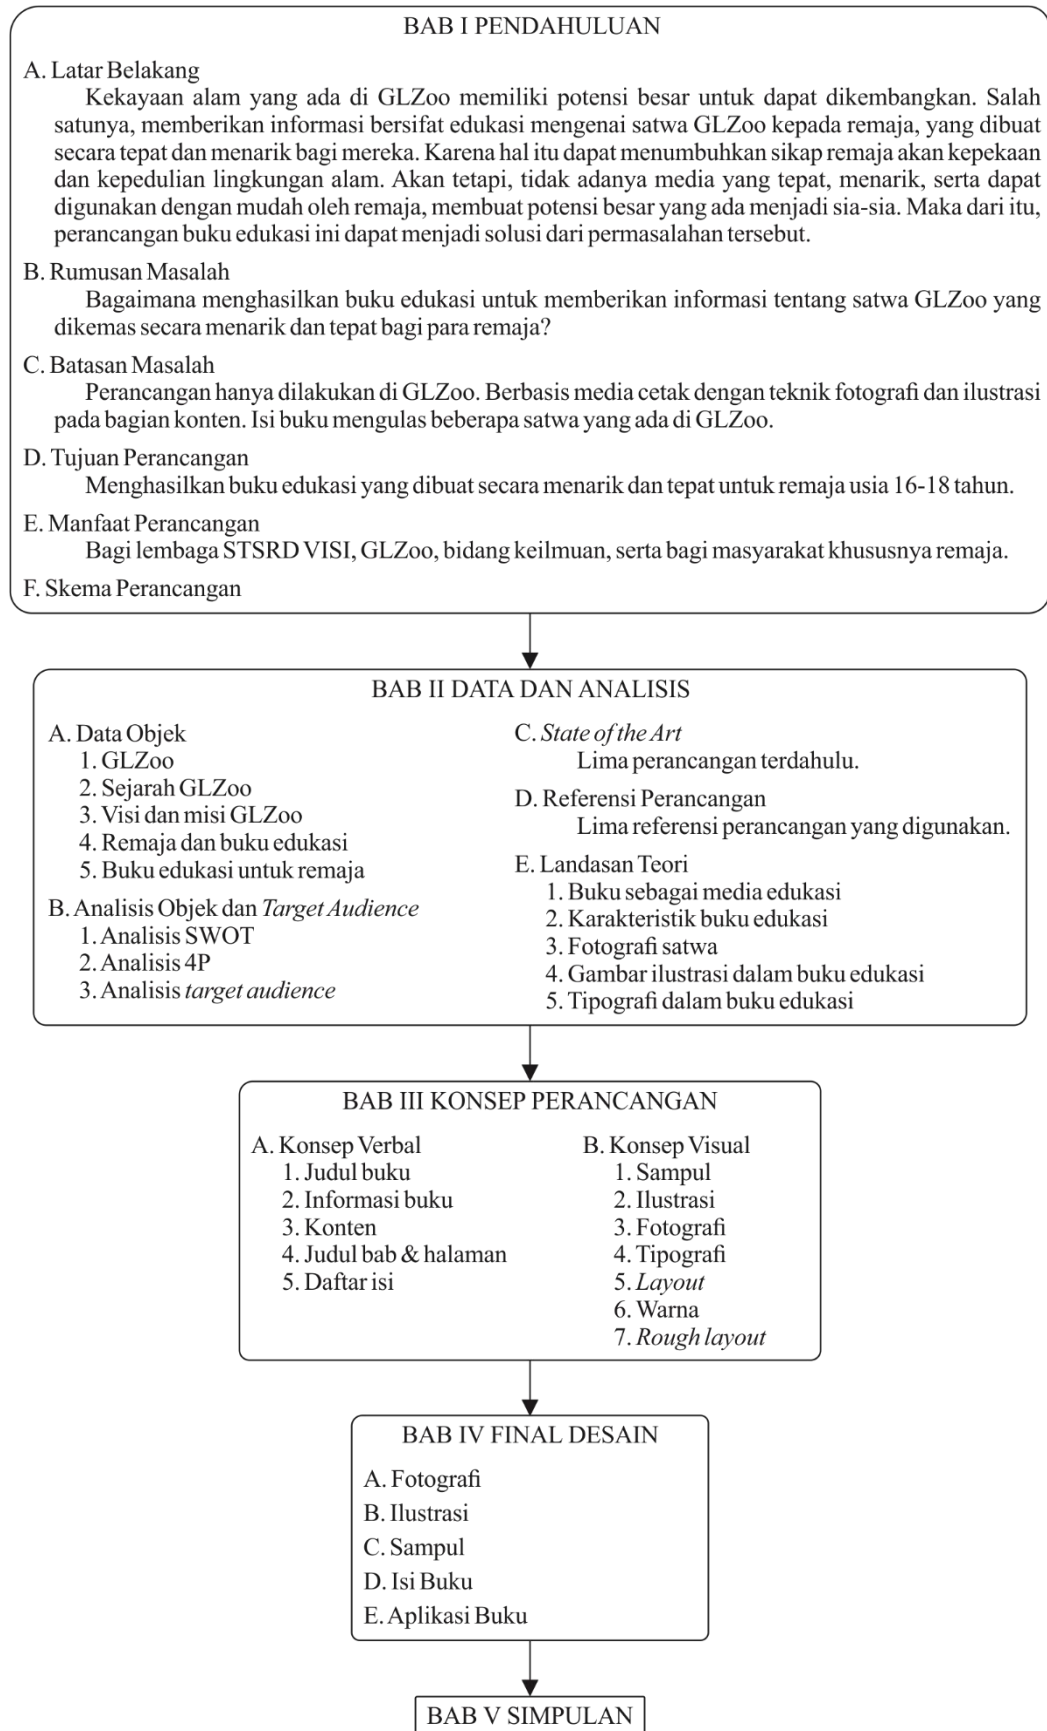 BAB I PENDAHULUAN
A. Latar Belakang
Kekayaan alam yang ada di GLZoo memiliki potensi besar untuk dapat dikembangkan. Salah
satunya, memberikan informasi bersifat edukasi mengenai satwa GLZoo kepada remaja, yang dibuat
secara tepat dan menarik bagi mereka. Karena hal itu dapat menumbuhkan sikap remaja akan kepekaan
dan kepedulian lingkungan alam. Akan tetapi, tidak adanya media yang tepat, menarik, serta dapat
digunakan dengan mudah oleh remaja, membuat potensi besar yang ada menjadi sia-sia. Maka dari itu,
perancangan buku edukasi ini dapat menjadi solusi dari permasalahan tersebut.
B. Rumusan Masalah
Bagaimana menghasilkan buku edukasi untuk memberikan informasi tentang satwa GLZoo yang
dikemas secara menarik dan tepat bagi para remaja?
C. Batasan Masalah
Perancangan hanya dilakukan di GLZoo. Berbasis media cetak dengan teknik fotografi dan ilustrasi
pada bagian konten. Isi buku mengulas beberapa satwa yang ada di GLZoo.
D. Tujuan Perancangan
Menghasilkan buku edukasi yang dibuat secara menarik dan tepat untuk remaja usia 16-18 tahun.
E. Manfaat Perancangan
Bagi lembaga STSRD VISI, GLZoo, bidang keilmuan, serta bagi masyarakat khususnya remaja.
F. Skema Perancangan
BAB II DATA DAN ANALISIS
A. Data Objek
1. GLZoo
2. Sejarah GLZoo
3. Visi dan misi GLZoo
4. Remaja dan buku edukasi
5. Buku edukasi untuk remaja
B. Analisis Objek dan Target Audience
1. Analisis SWOT
2. Analisis 4P
3. Analisis target audience
C. State of the Art
Lima perancangan terdahulu.
D. Referensi Perancangan
Lima referensi perancangan yang digunakan.
E. Landasan Teori
1. Buku sebagai media edukasi
2. Karakteristik buku edukasi
3. Fotografi satwa
4. Gambar ilustrasi dalam buku edukasi
5. Tipografi dalam buku edukasi
BAB III KONSEP PERANCANGAN
A. Konsep Verbal
1. Judul buku
2. Informasi buku
3. Konten
4. Judul bab & halaman
5. Daftar isi
B. Konsep Visual
1. Sampul
2. Ilustrasi
3. Fotografi
4. Tipografi
5. Layout
6. Warna
7. Rough layout
BAB IV FINAL DESAIN
A. Fotografi
B. Ilustrasi
C. Sampul
D. Isi Buku
E. Aplikasi Buku
BAB V SIMPULAN